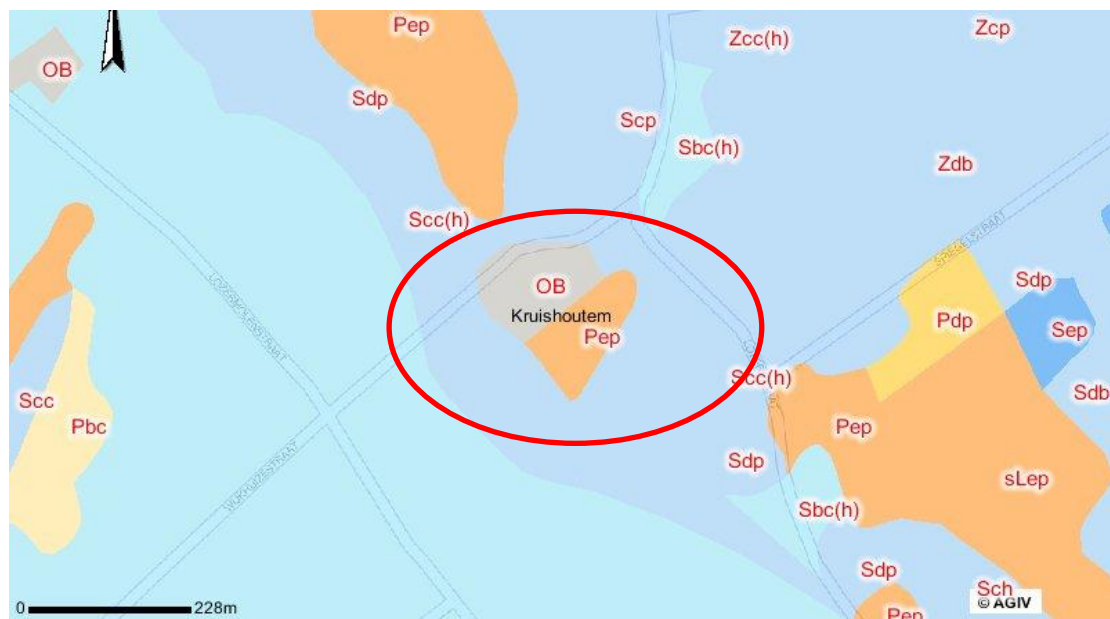 Pep
Zcc(h)
Zcp
OB
Sdp
Scp
Sbc(h)
Zdb
Scc(h)
OB
Kruishoutem
Pep
Sdp
Pdp
Sep
Scc(h)
Sdb
Scc
Pbc
Pep
WIJKHUIZESTRAAT
Sdp
sLep
Sbc(h)
Sdp
Sch
© AGIV
Pep
0
228m